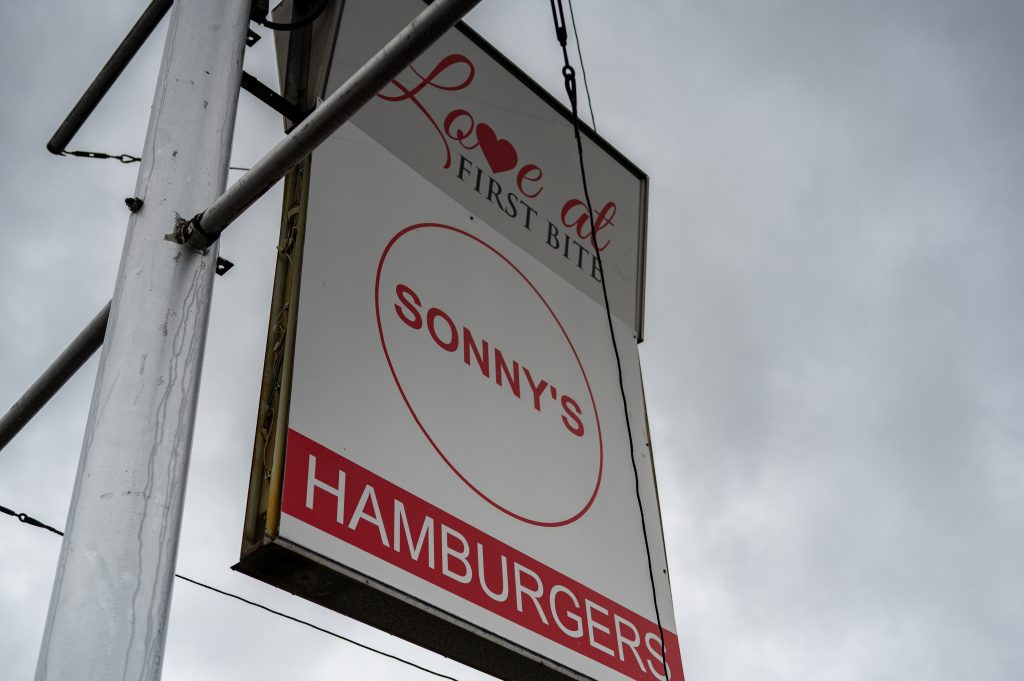 Love at
FIRST BITE
SONNY'S
HAMBURGERS